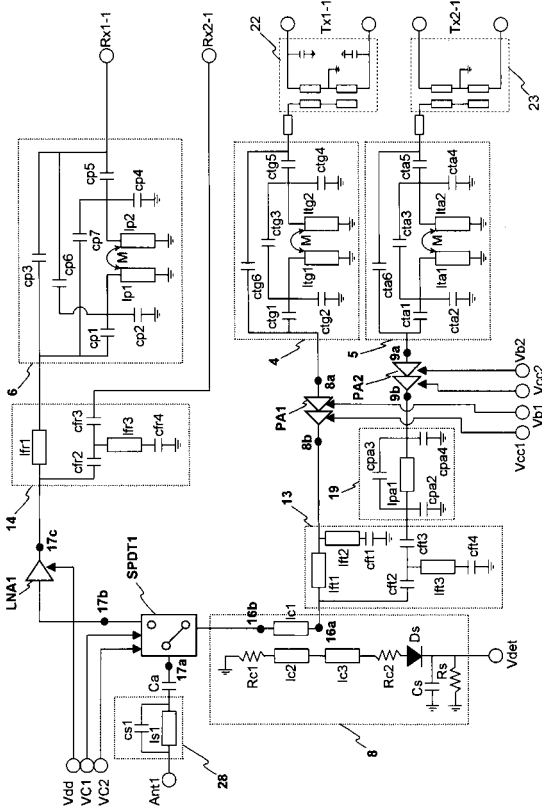 Rx1-1
Rx2-1
cp3
cp6
cp7
cp5
cp4
cp1
cp2
lp1
lp2
M
6
lfr1
cfr2
cfr3
lfr3
cfr4
14
17c
LNA1
17b
SPDT1
17a
Ca
cs1
ls1
28
Vdd
VC1
VC2
Ant1
22
Tx1-1
Tx2-1
23
ctg6
ctg3
ctg5
ctg4
ctg1
ctg2
ltg1
ltg2
M
4
cta6
cta3
cta5
cta4
cta1
cta2
lta1
lta2
M
5
8a
PA1
8b
9a
PA2
9b
Vb2
Vcc2
Vb1
Vcc1
19
cpa3
lpa1
cpa2
cpa4
13
lft1
lft2
cft1
cft2
cft3
lft3
cft4
16b
lc1
16a
Rc1
lc2
lc3
Rc2
Ds
Cs
Rs
Vdet
8